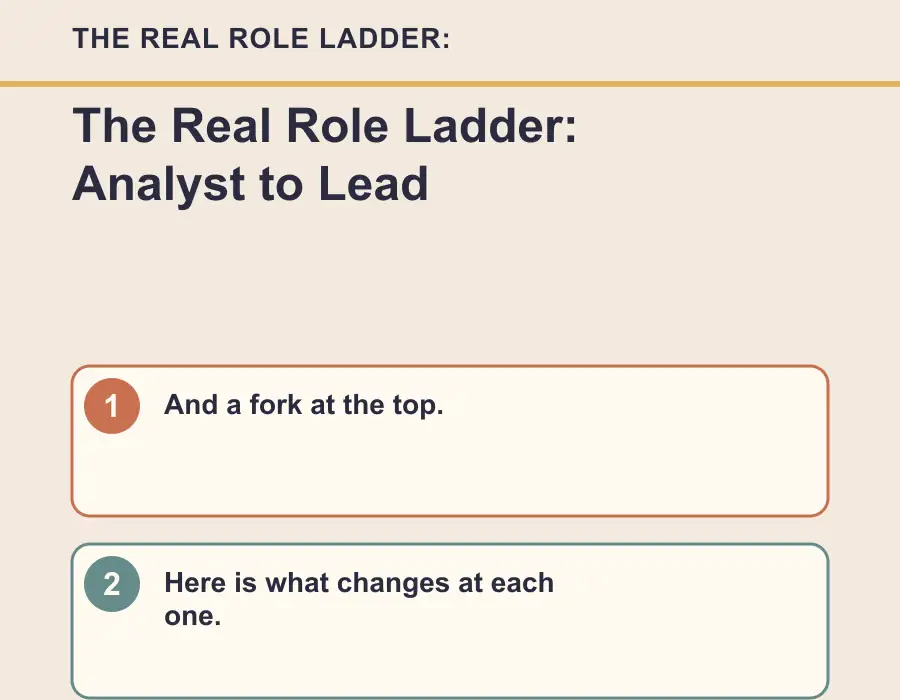 THE REAL ROLE LADDER:
The Real Role Ladder:
Analyst to Lead
1
And a fork at the top.
2
Here is what changes at each
one.